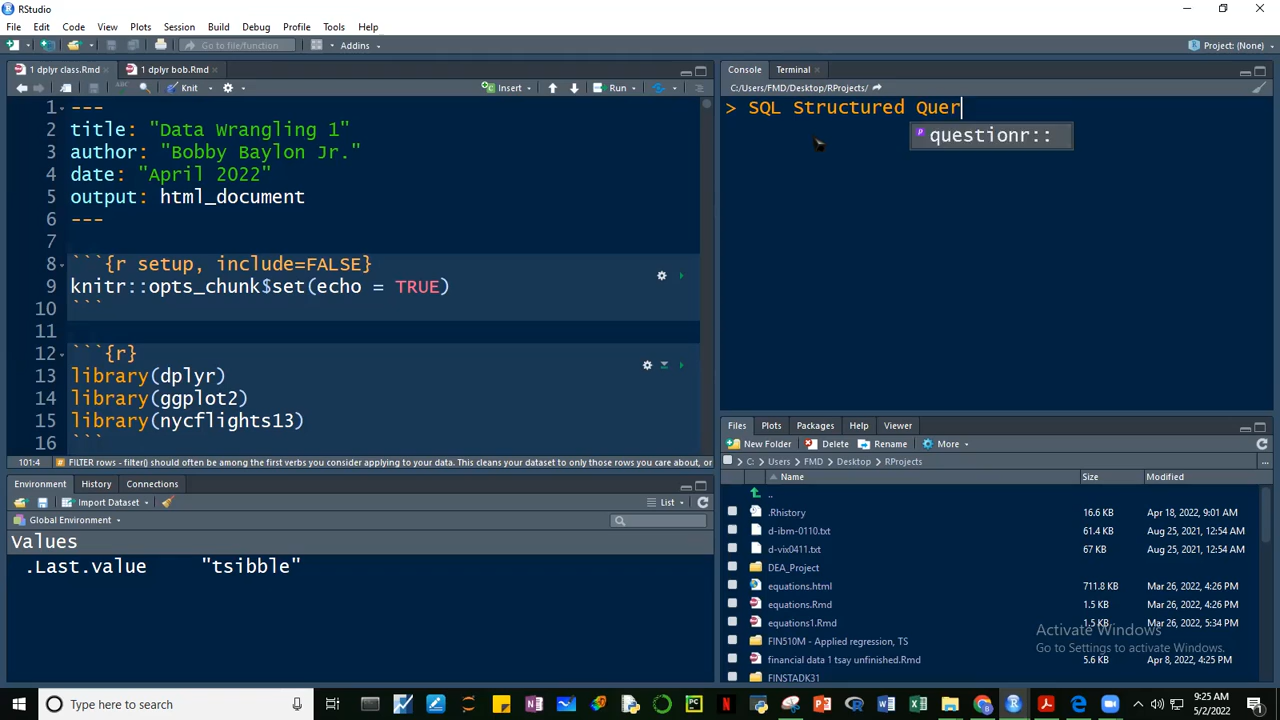 RStudio
File Edit Code View Plots Session Build Debug Profile Tools Help
Go to file/function Addins Project: (None)
1 dplyr class.Rmd 1 dplyr bob.Rmd
Knit Insert Run
1 ---
2 title: "Data Wrangling 1"
3 author: "Bobby Baylon Jr."
4 date: "April 2022"
5 output: html_document
6 ---
7
8 ```{r setup, include=FALSE}
9 knitr::opts_chunk$set(echo = TRUE)
10 ```
11
12 ```{r}
13 library(dplyr)
14 library(ggplot2)
15 library(nycflights13)
16 ```
101:4 FILTER rows - filter() should often be among the first verbs you consider applying to your data. This cleans your dataset to only those rows you care about, or
Environment History Connections
Import Dataset List
Global Environment
Values
.Last.value "tsibble"
Console Terminal
C:/Users/FMD/Desktop/RProjects/
> SQL Structured Quer
questionr::
Files Plots Packages Help Viewer
New Folder Delete Rename More
C: Users FMD Desktop RProjects ...
Name Size Modified
..
.Rhistory 16.6 KB Apr 18, 2022, 9:01 AM
d-ibm-0110.txt 61.4 KB Aug 25, 2021, 12:54 AM
d-vix0411.txt 67 KB Aug 25, 2021, 12:54 AM
DEA_Project
equations.html 711.8 KB Mar 26, 2022, 4:26 PM
equations.Rmd 1.5 KB Mar 26, 2022, 4:26 PM
equations1.Rmd 1.5 KB Mar 26, 2022, 5:34 PM
FIN510M - Applied regression, TS
financial data 1 tsay unfinished.Rmd 5.6 KB Apr 8, 2022, 4:25 PM
FINSTADK31
Activate Windows
Go to Settings to activate Windows.
Type here to search
9:25 AM
5/2/2022